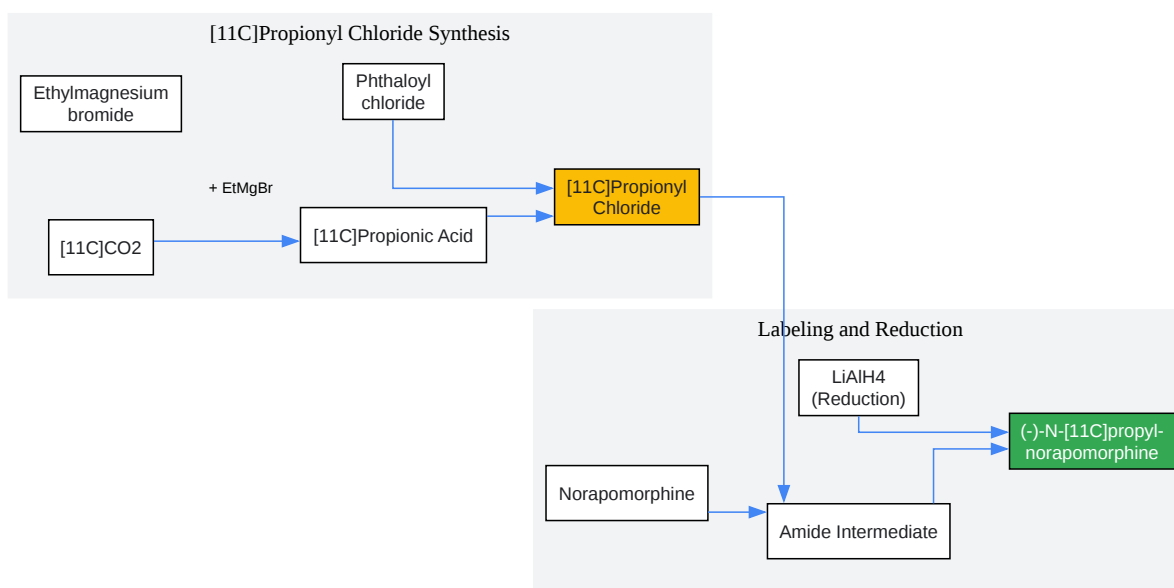 [11C]Propionyl Chloride Synthesis
Ethylmagnesium
bromide
Phthaloyl
chloride
+ EtMgBr
[11C]Propionyl
Chloride
[11C]CO2
[11C]Propionic Acid
Labeling and Reduction
LiAlH4
(Reduction)
(-)-N-[11C]propyl-
norapomorphine
Norapomorphine
Amide Intermediate